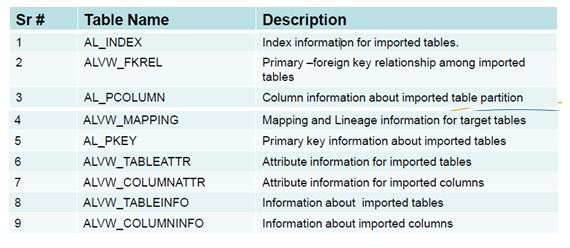 Sr # Table Name Description
1 AL_INDEX Index information for imported tables.
2 ALVW_FKREL Primary –foreign key relationship among imported
tables
3 AL_PCOLUMN Column information about imported table partition
4 ALVW_MAPPING Mapping and Lineage information for target tables
5 AL_PKEY Primary key information about imported tables
6 ALVW_TABLEATTR Attribute information for imported tables
7 ALVW_COLUMNATTR Attribute information for imported columns
8 ALVW_TABLEINFO Information about imported tables
9 ALVW_COLUMNINFO Information about imported columns